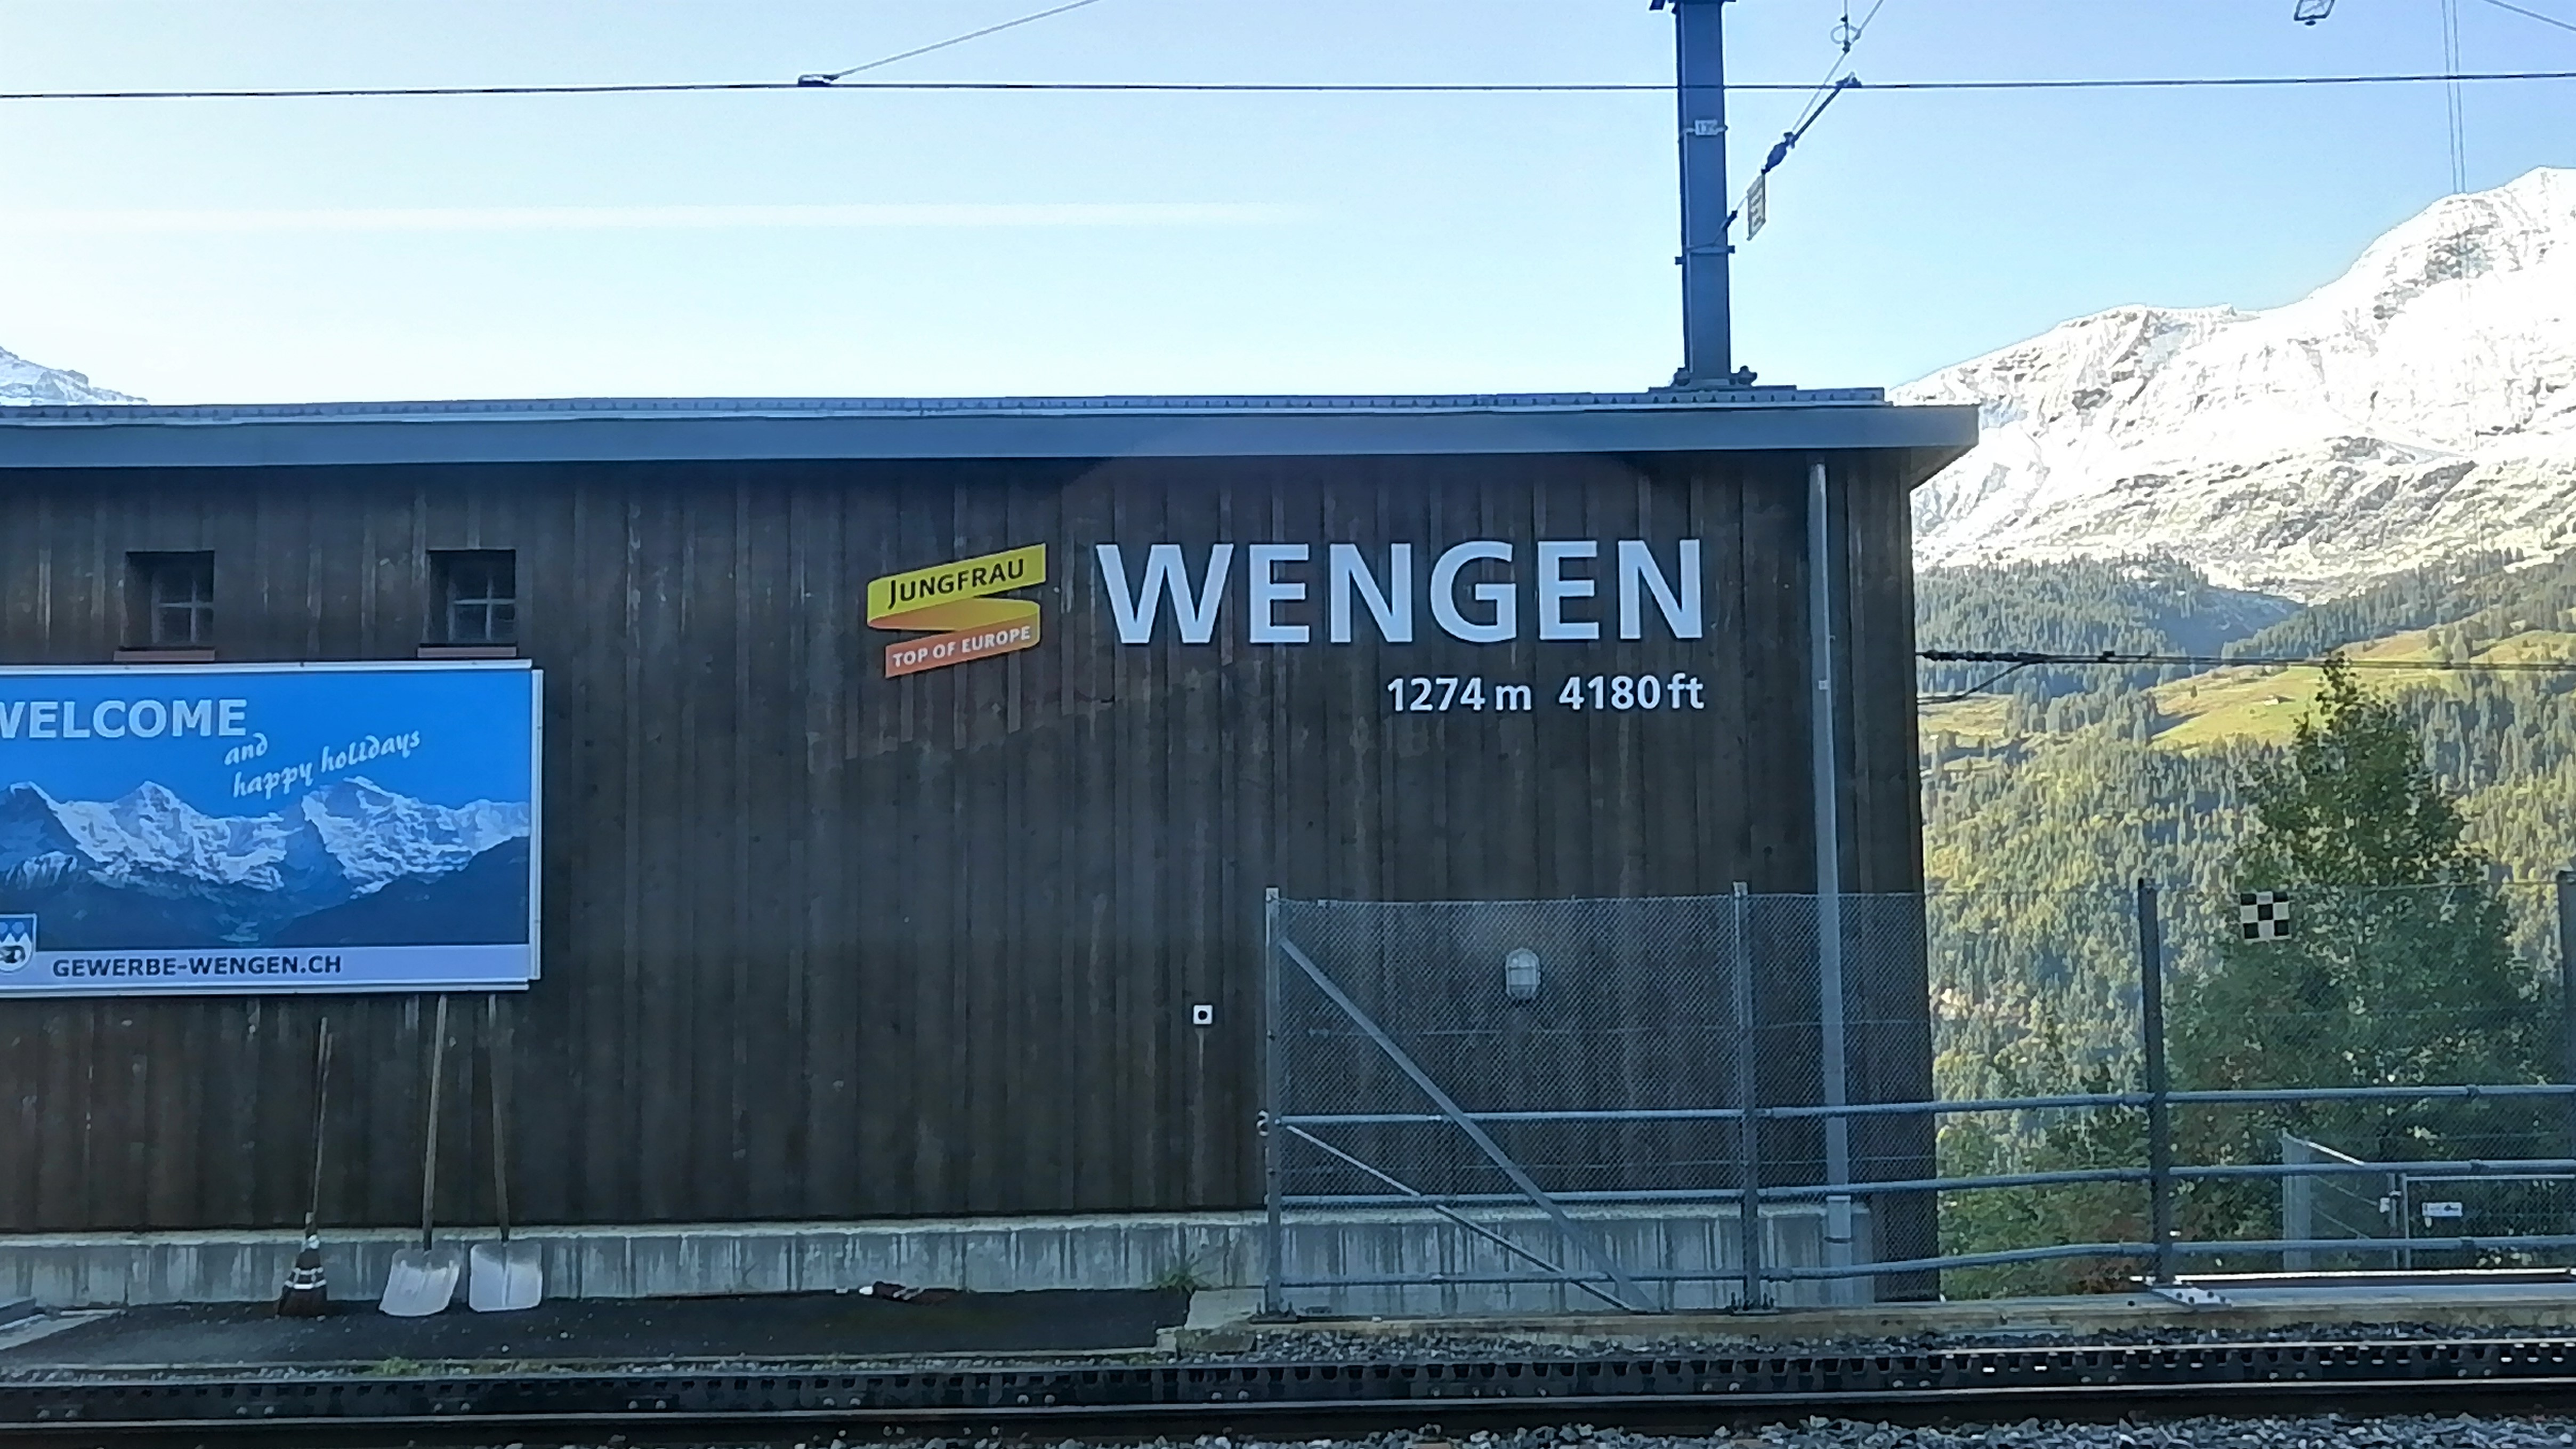 JUNGFRAU
TOP OF EUROPE
WENGEN
1274 m 4180 ft
WELCOME
and
happy holidays
GEWERBE-WENGEN.CH